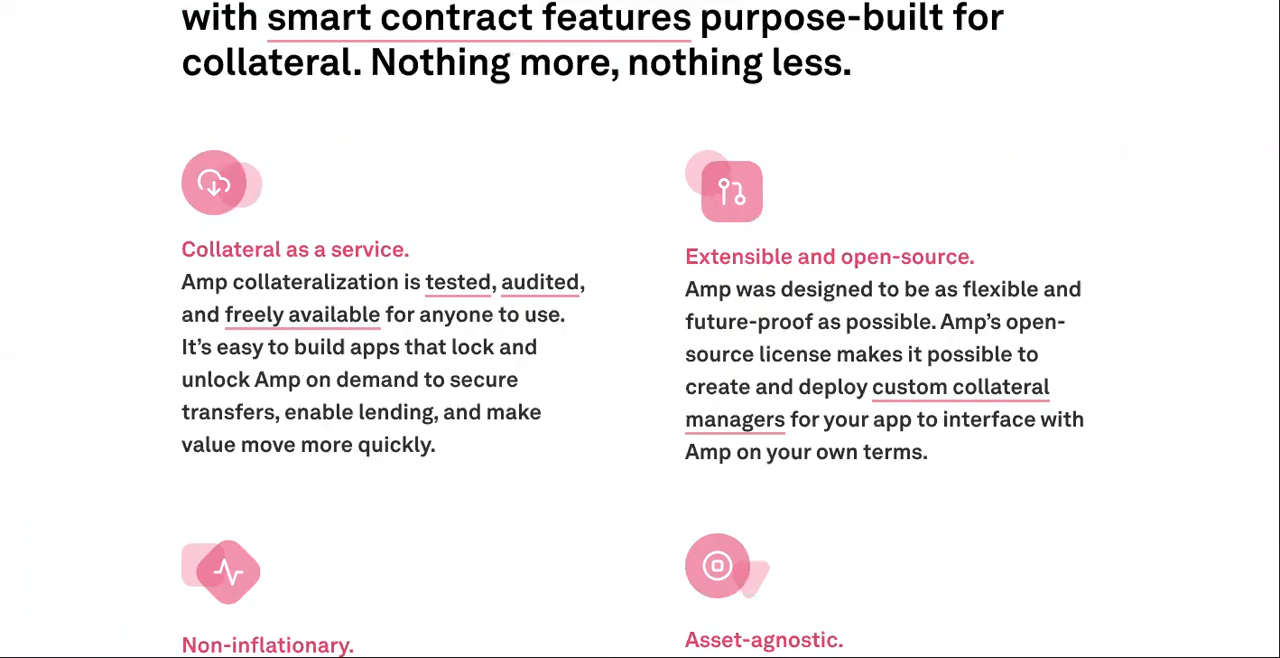 with smart contract features purpose-built for
collateral. Nothing more, nothing less.
Collateral as a service.
Amp collateralization is tested, audited,
and freely available for anyone to use.
It’s easy to build apps that lock and
unlock Amp on demand to secure
transfers, enable lending, and make
value move more quickly.
Extensible and open-source.
Amp was designed to be as flexible and
future-proof as possible. Amp’s open-
source license makes it possible to
create and deploy custom collateral
managers for your app to interface with
Amp on your own terms.
Non-inflationary.
Asset-agnostic.